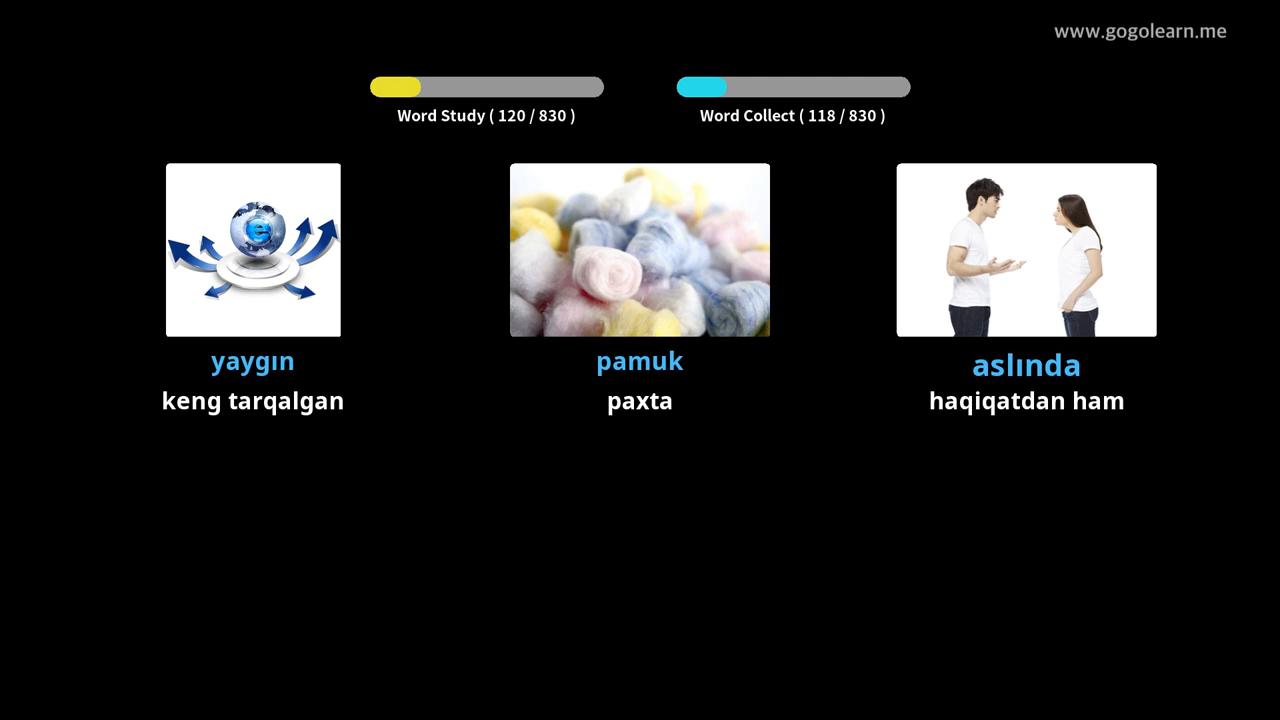 www.gogolearn.me
Word Study ( 120 / 830 )
Word Collect ( 118 / 830 )
e
yaygın
pamuk
aslında
keng tarqalgan
paxta
haqiqatdan ham